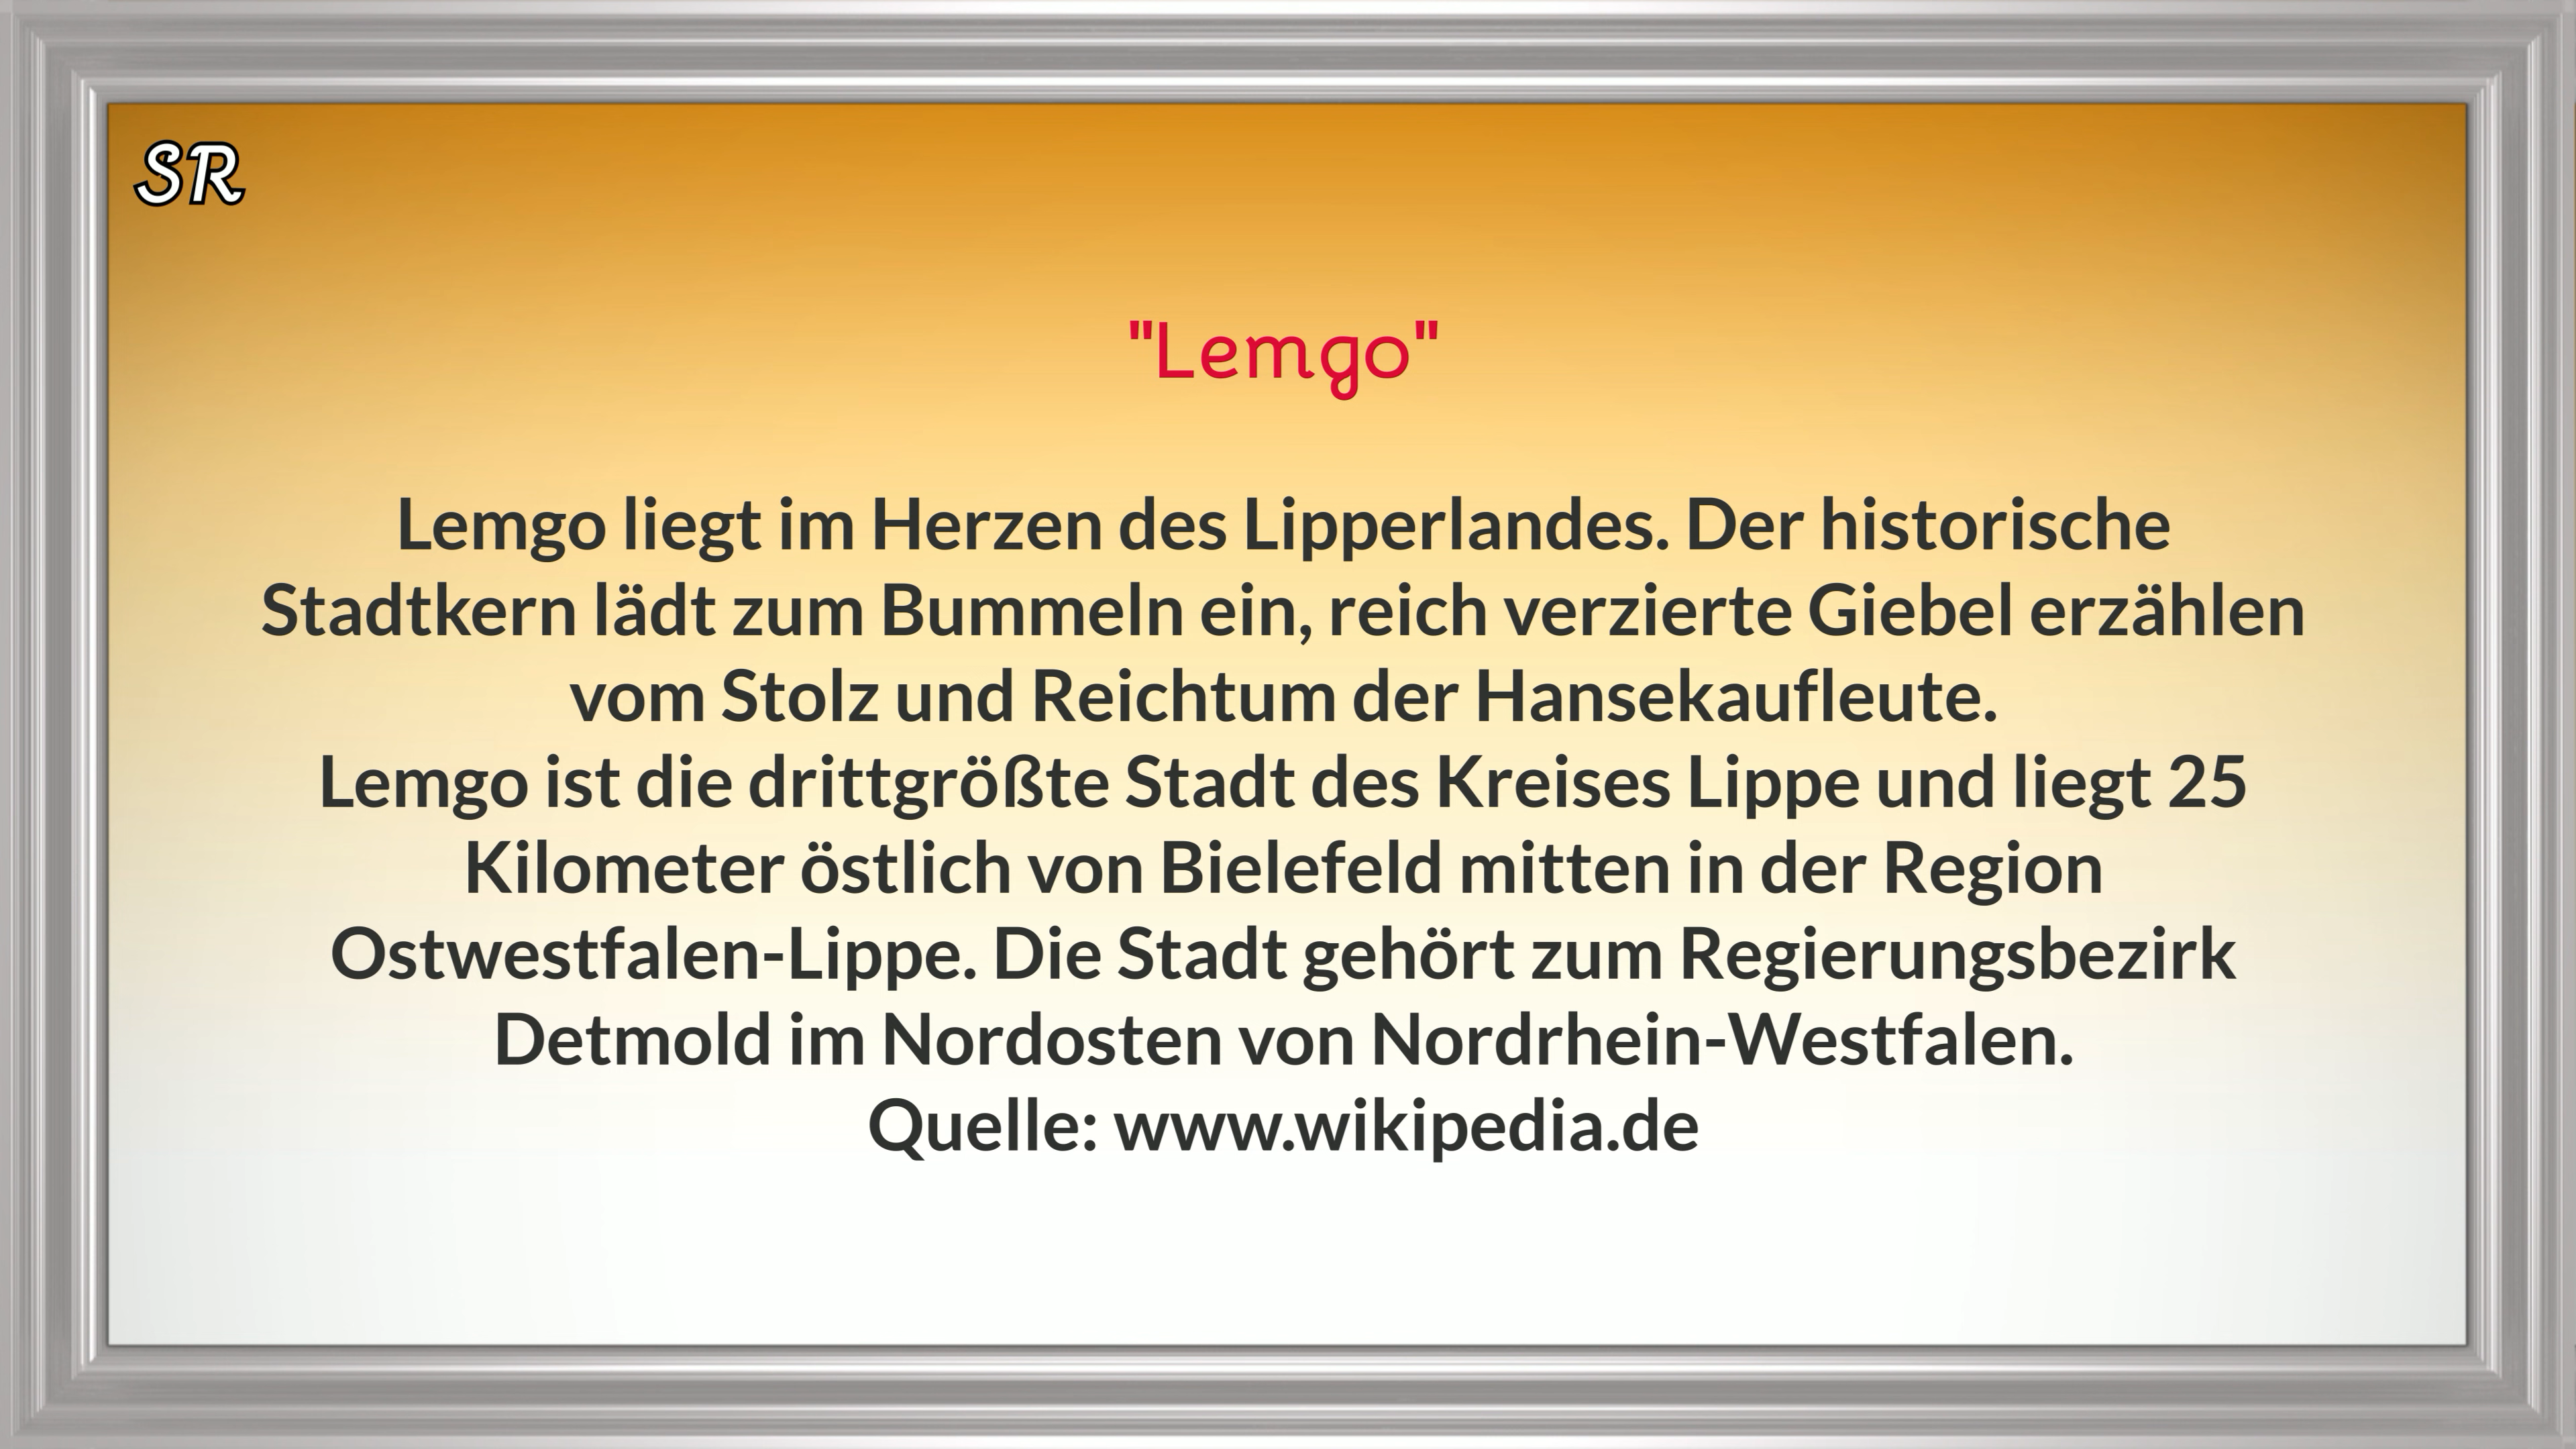 SR
"Lemgo"
Lemgo liegt im Herzen des Lipperlandes. Der historische
Stadtkern lädt zum Bummeln ein, reich verzierte Giebel erzählen
vom Stolz und Reichtum der Hansekaufleute.
Lemgo ist die drittgrößte Stadt des Kreises Lippe und liegt 25
Kilometer östlich von Bielefeld mitten in der Region
Ostwestfalen-Lippe. Die Stadt gehört zum Regierungsbezirk
Detmold im Nordosten von Nordrhein-Westfalen.
Quelle: www.wikipedia.de